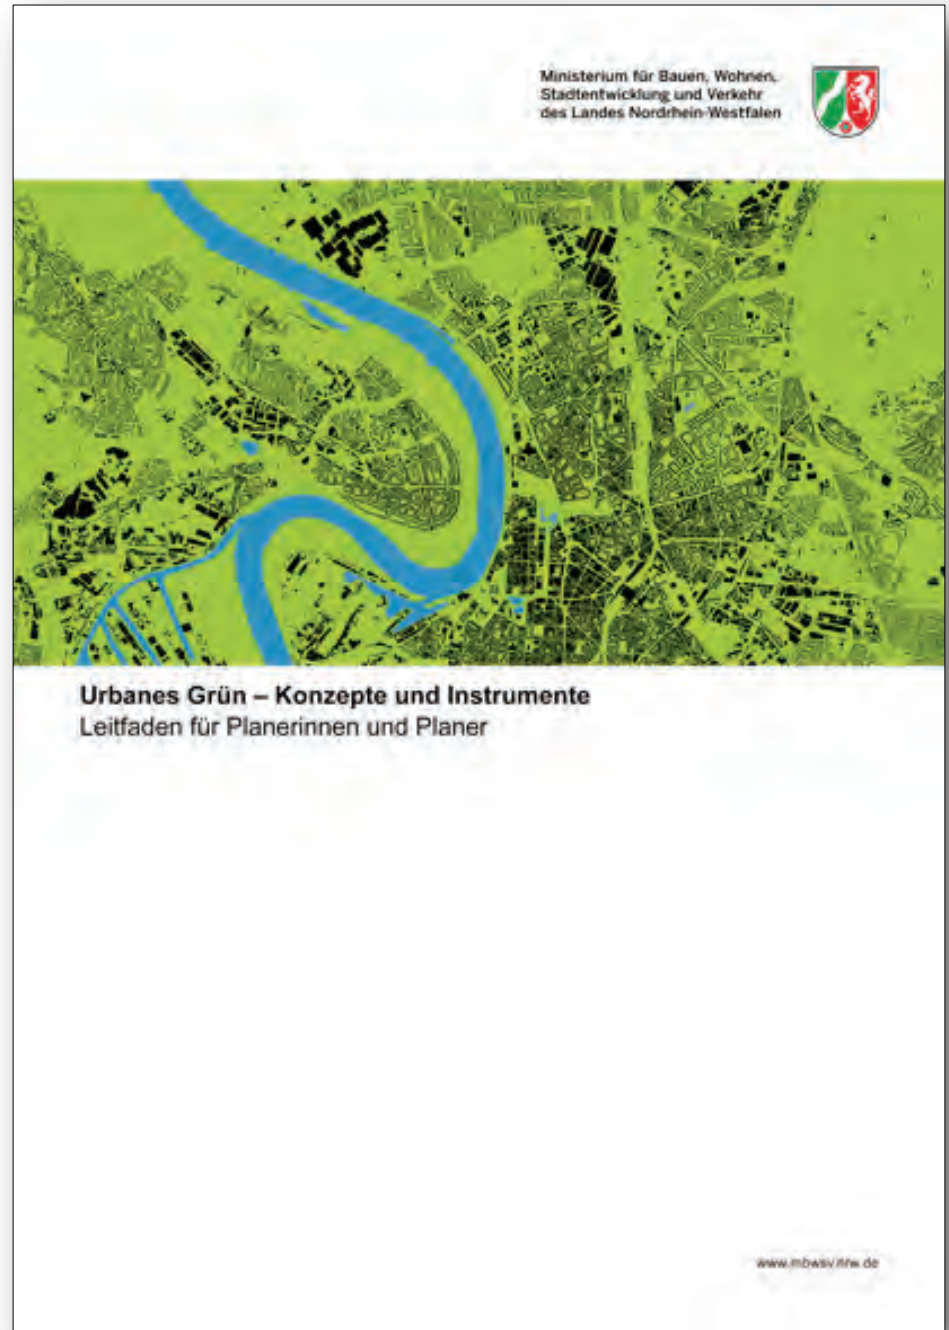 Ministerium für Bauen, Wohnen,
Stadtentwicklung und Verkehr
des Landes Nordrhein-Westfalen
Urbanes Grün – Konzepte und Instrumente
Leitfaden für Planerinnen und Planer
www.mbwsv.nrw.de